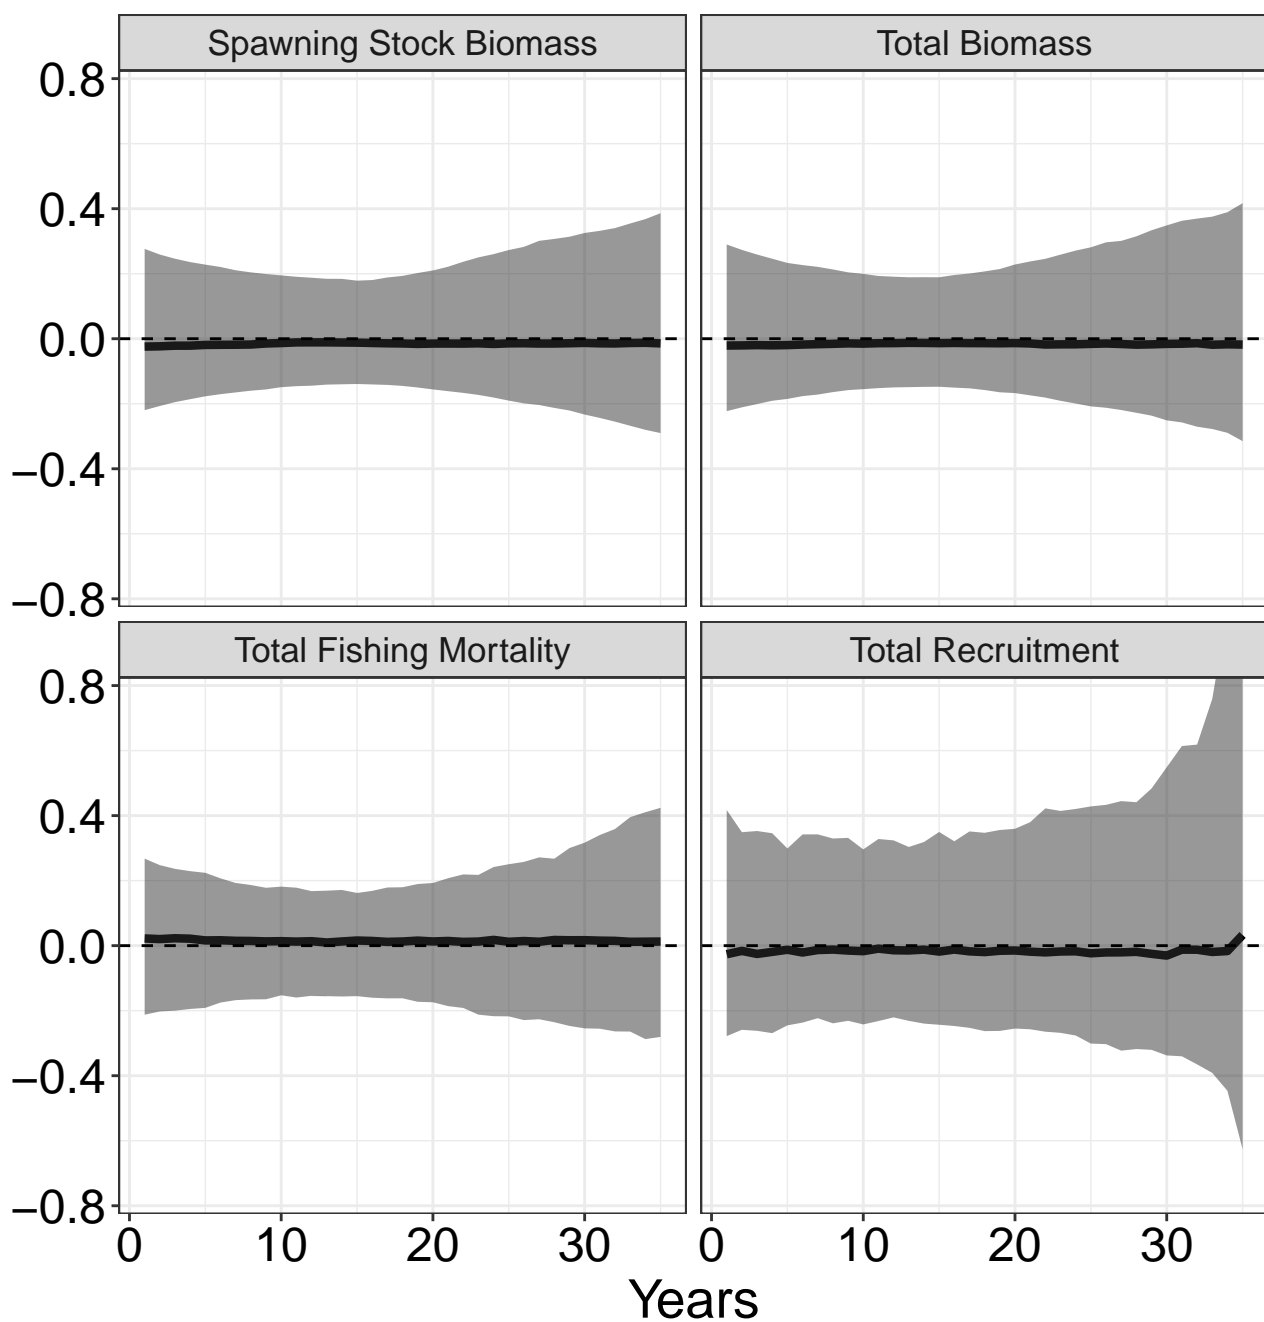 Spawning Stock Biomass
Total Biomass
0.8
0.4
0.0
−0.4
−0.8
Total Fishing Mortality
Total Recruitment
0.8
0.4
0.0
−0.4
−0.8
0 10 20 30
0 10 20 30
Years